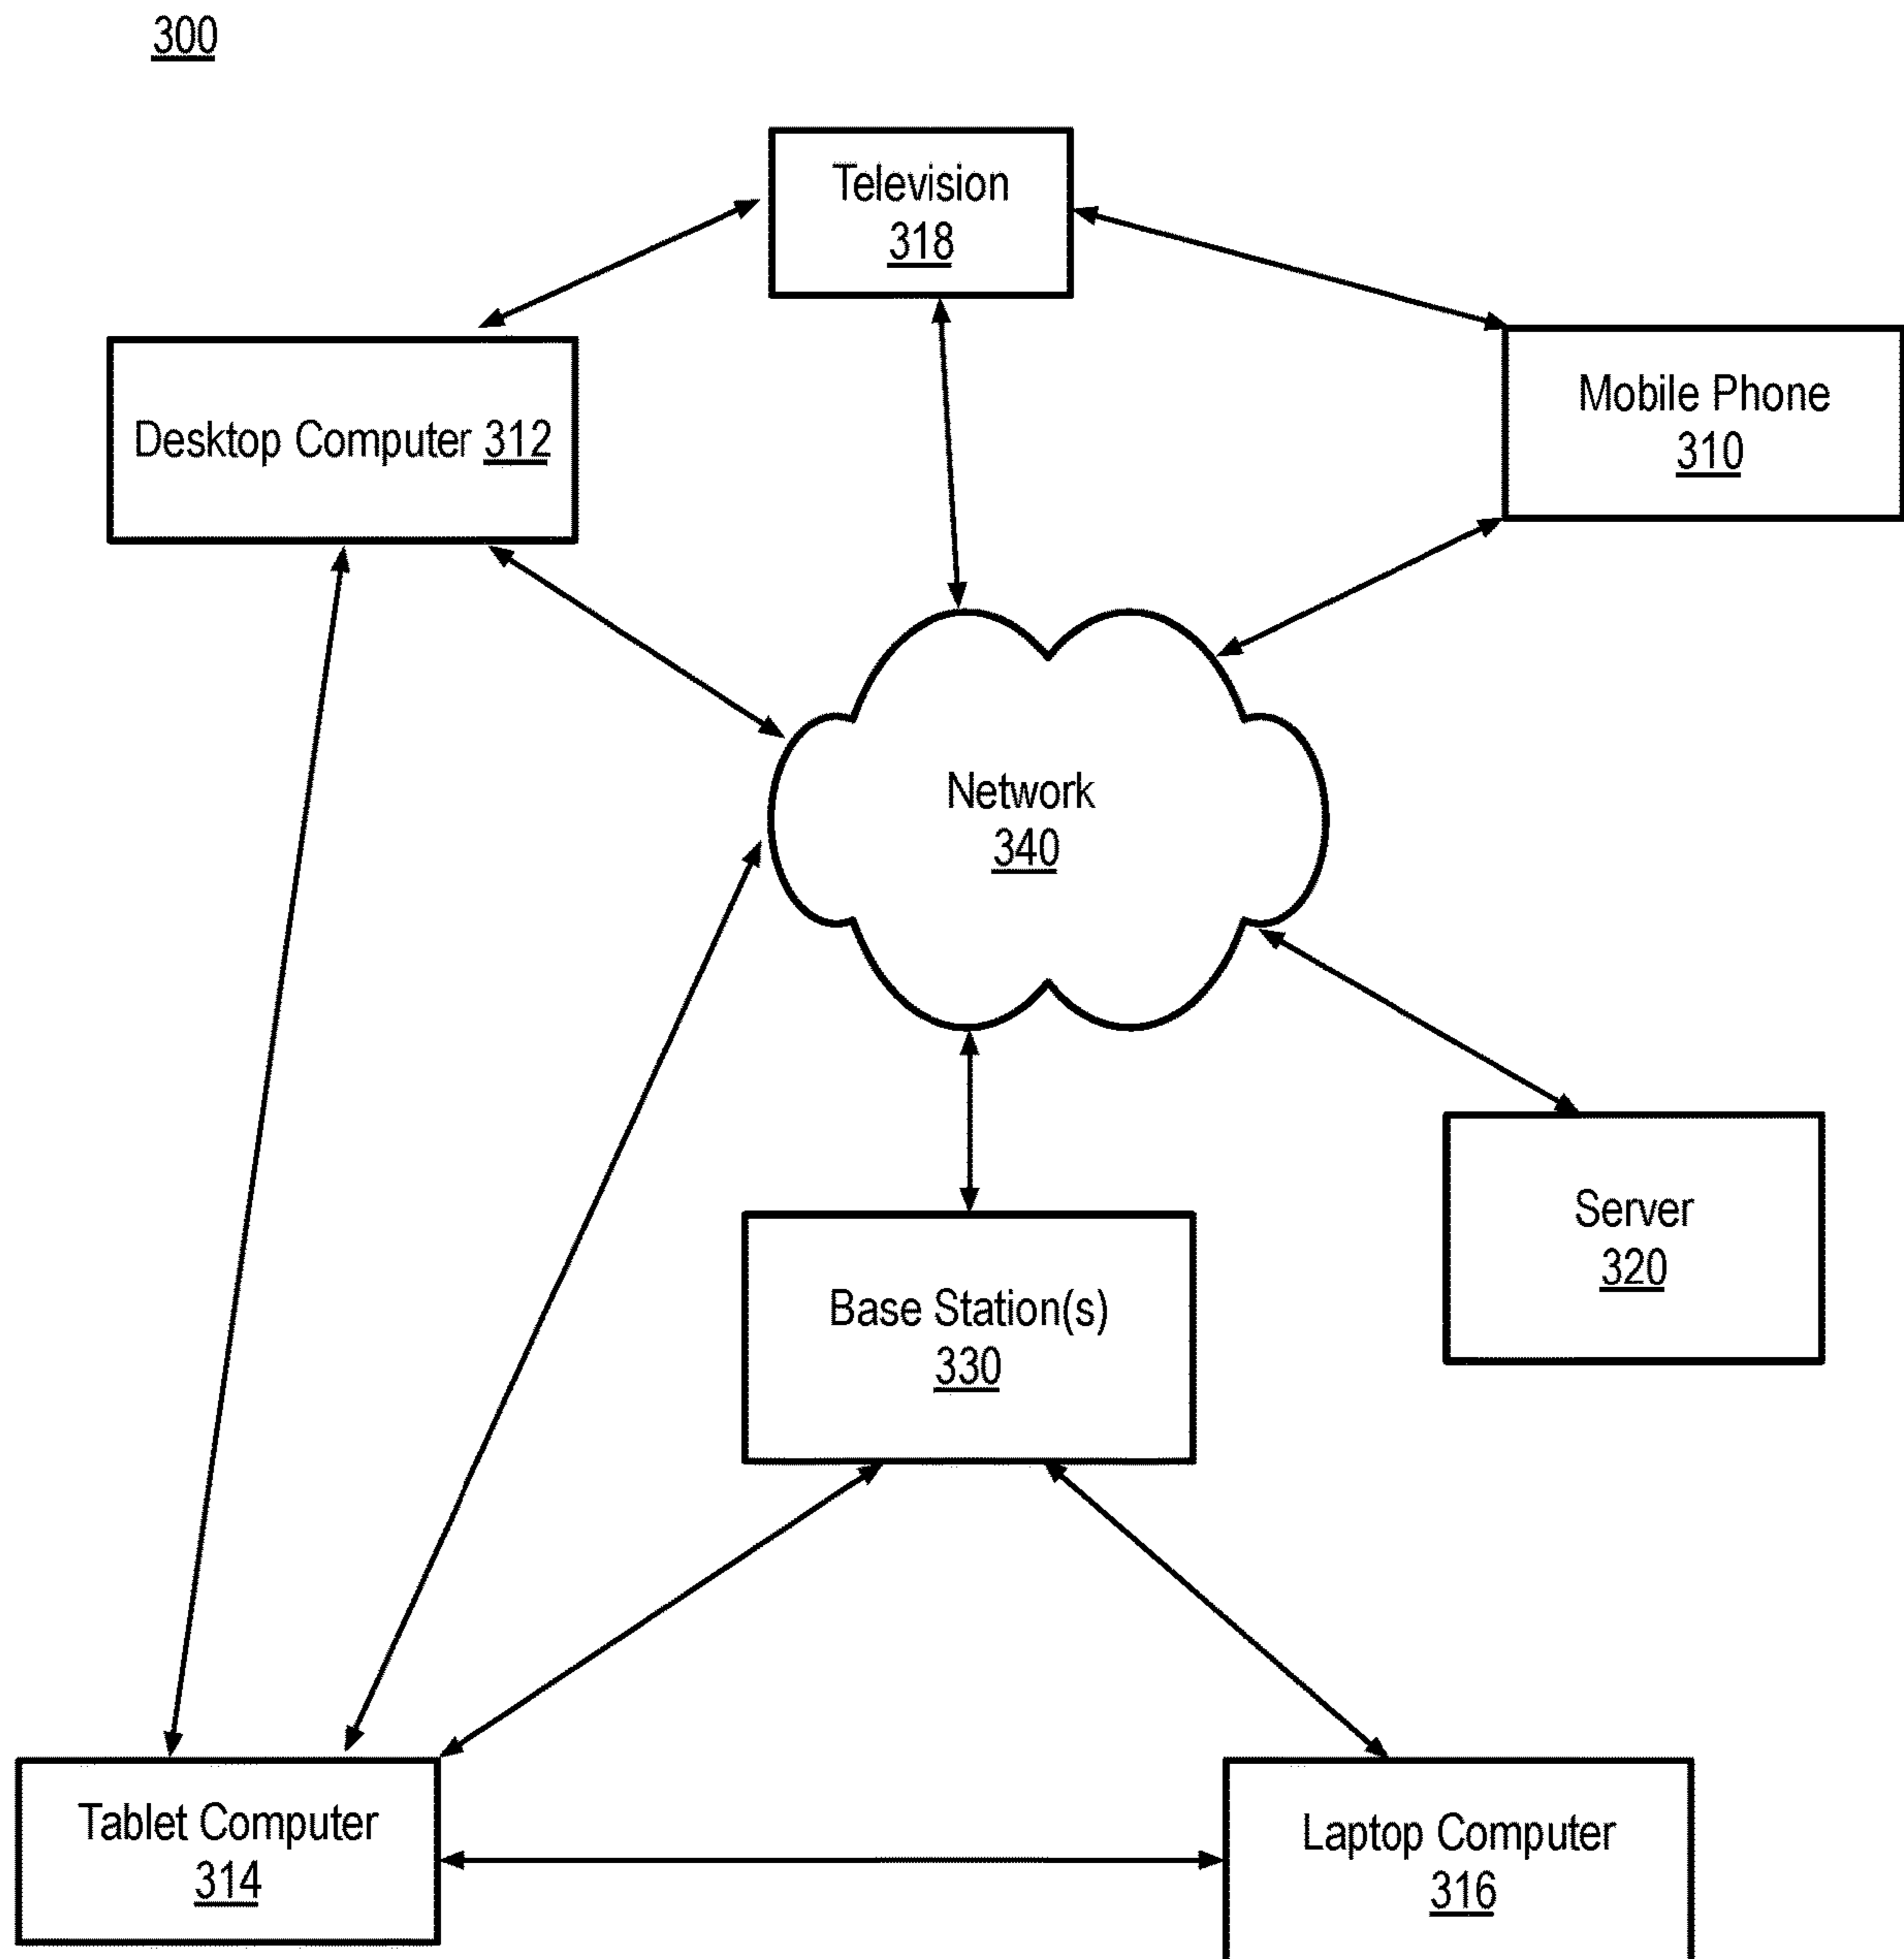 300
Television
318
Desktop Computer 312
Mobile Phone
310
Network
340
Server
320
Base Station(s)
330
Tablet Computer
314
Laptop Computer
316